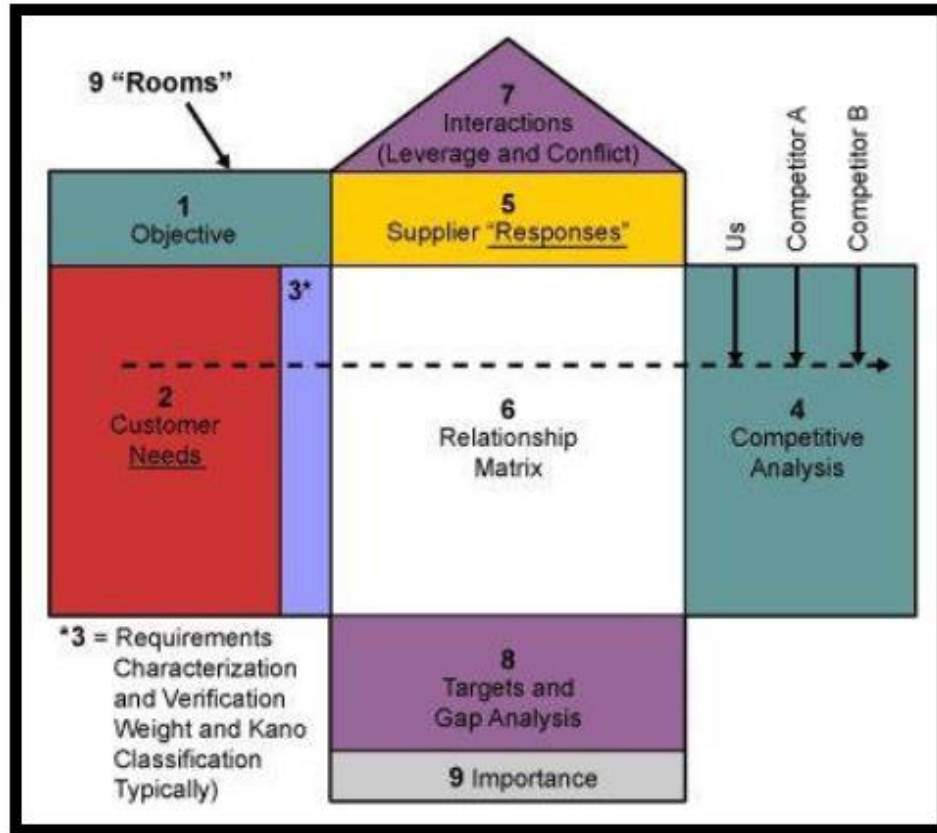 9 "Rooms"
7
Interactions
(Leverage and Conflict)
1
Objective
5
Supplier "Responses"
Us
Competitor A
Competitor B
3*
2
Customer
Needs
6
Relationship
Matrix
4
Competitive
Analysis
*3 = Requirements
Characterization
and Verification
Weight and Kano
Classification
Typically)
8
Targets and
Gap Analysis
9 Importance